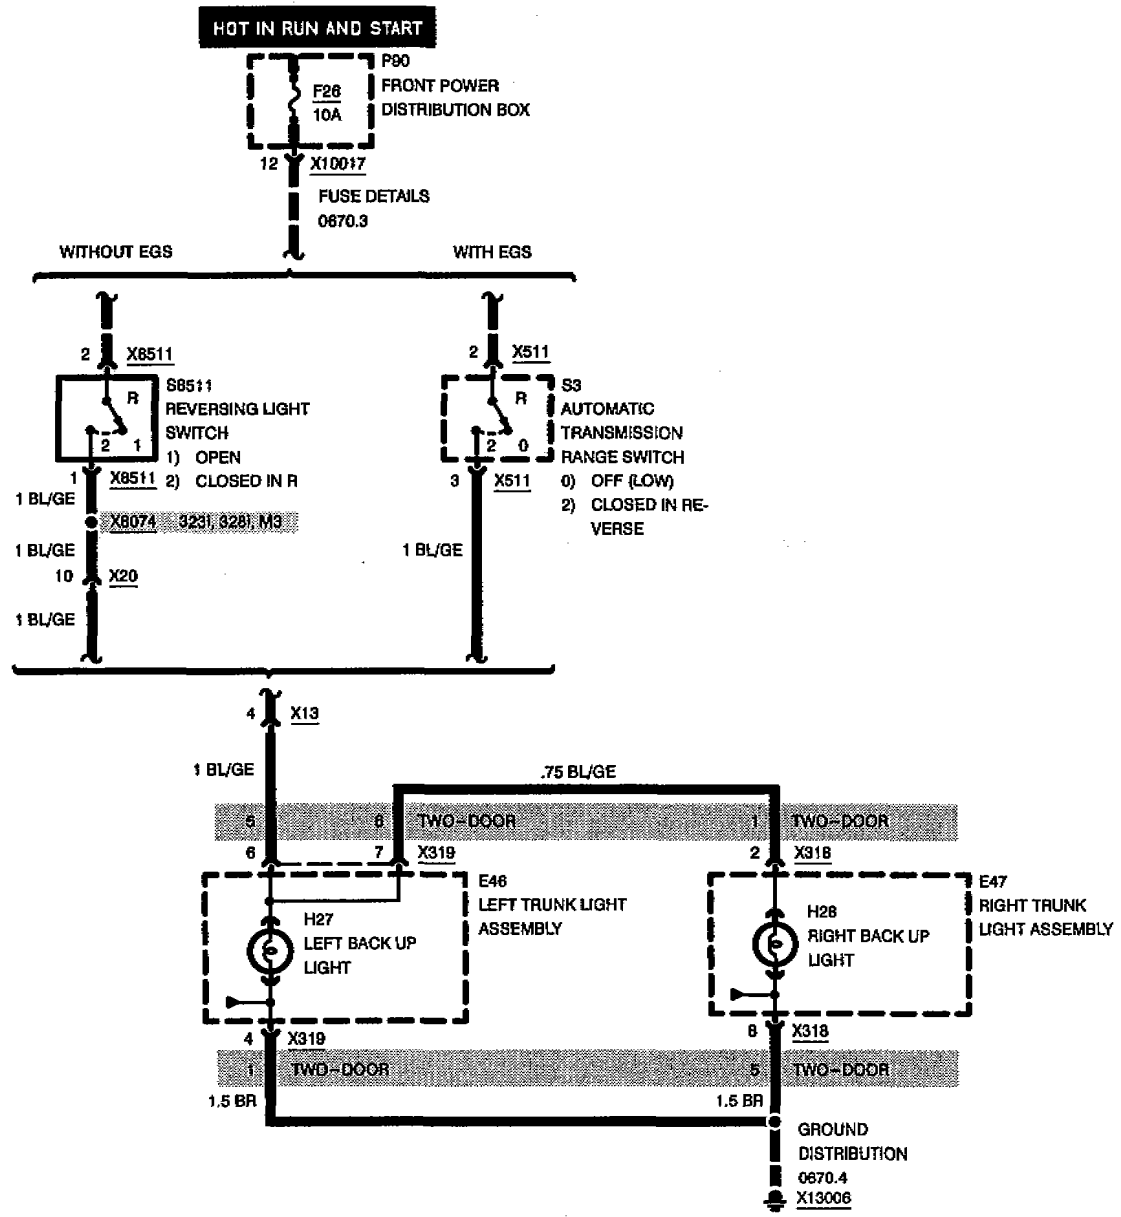 HOT IN RUN AND START
P90
FRONT POWER
DISTRIBUTION BOX
F26
10A
12 X10017
FUSE DETAILS
0670.3
WITHOUT EGS
WITH EGS
2 X8511
S8511
REVERSING LIGHT
SWITCH
1) OPEN
2) CLOSED IN R
R
2 1
1 X8511
1 BL/GE
X8074 323I, 328I, M3
1 BL/GE
10 X20
1 BL/GE
2 X511
S3
AUTOMATIC
TRANSMISSION
RANGE SWITCH
0) OFF (LOW)
2) CLOSED IN RE-
VERSE
R
2 0
3 X511
1 BL/GE
4 X13
1 BL/GE
.75 BL/GE
5 6 TWO-DOOR
1 TWO-DOOR
6 7 X319
2 X318
E46
LEFT TRUNK LIGHT
ASSEMBLY
H27
LEFT BACK UP
LIGHT
E47
RIGHT TRUNK
LIGHT ASSEMBLY
H28
RIGHT BACK UP
LIGHT
4 X319
8 X318
1 TWO-DOOR
5 TWO-DOOR
1.5 BR
1.5 BR
GROUND
DISTRIBUTION
0670.4
X13006